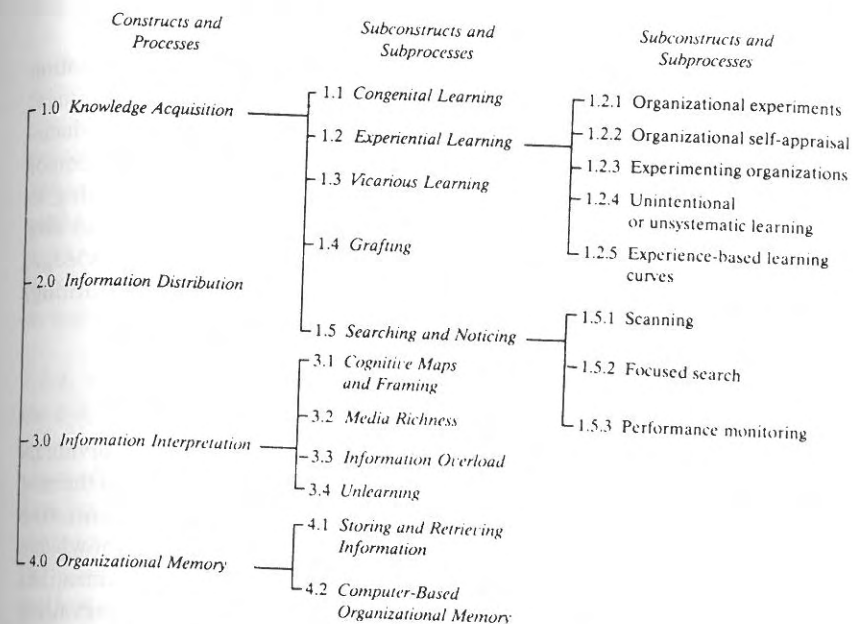 Constructs and
Processes
Subconstructs and
Subprocesses
Subconstructs and
Subprocesses
1.0 Knowledge Acquisition
1.1 Congenital Learning
1.2 Experiential Learning
1.2.1 Organizational experiments
1.2.2 Organizational self-appraisal
1.2.3 Experimenting organizations
1.2.4 Unintentional
or unsystematic learning
1.2.5 Experience-based learning
curves
1.3 Vicarious Learning
1.4 Grafting
1.5 Searching and Noticing
1.5.1 Scanning
1.5.2 Focused search
1.5.3 Performance monitoring
2.0 Information Distribution
3.0 Information Interpretation
3.1 Cognitive Maps
and Framing
3.2 Media Richness
3.3 Information Overload
3.4 Unlearning
4.0 Organizational Memory
4.1 Storing and Retrieving
Information
4.2 Computer-Based
Organizational Memory